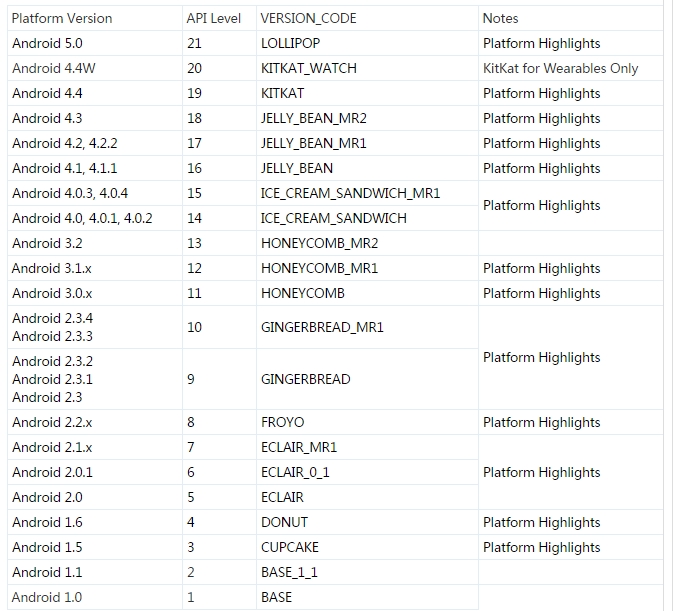 Platform Version API Level VERSION_CODE Notes
Android 5.0 21 LOLLIPOP Platform Highlights
Android 4.4W 20 KITKAT_WATCH KitKat for Wearables Only
Android 4.4 19 KITKAT Platform Highlights
Android 4.3 18 JELLY_BEAN_MR2 Platform Highlights
Android 4.2, 4.2.2 17 JELLY_BEAN_MR1 Platform Highlights
Android 4.1, 4.1.1 16 JELLY_BEAN Platform Highlights
Android 4.0.3, 4.0.4 15 ICE_CREAM_SANDWICH_MR1 Platform Highlights
Android 4.0, 4.0.1, 4.0.2 14 ICE_CREAM_SANDWICH
Android 3.2 13 HONEYCOMB_MR2
Android 3.1.x 12 HONEYCOMB_MR1 Platform Highlights
Android 3.0.x 11 HONEYCOMB Platform Highlights
Android 2.3.4
Android 2.3.3 10 GINGERBREAD_MR1 Platform Highlights
Android 2.3.2
Android 2.3.1 9 GINGERBREAD
Android 2.3
Android 2.2.x 8 FROYO Platform Highlights
Android 2.1.x 7 ECLAIR_MR1
Android 2.0.1 6 ECLAIR_0_1 Platform Highlights
Android 2.0 5 ECLAIR
Android 1.6 4 DONUT Platform Highlights
Android 1.5 3 CUPCAKE Platform Highlights
Android 1.1 2 BASE_1_1
Android 1.0 1 BASE